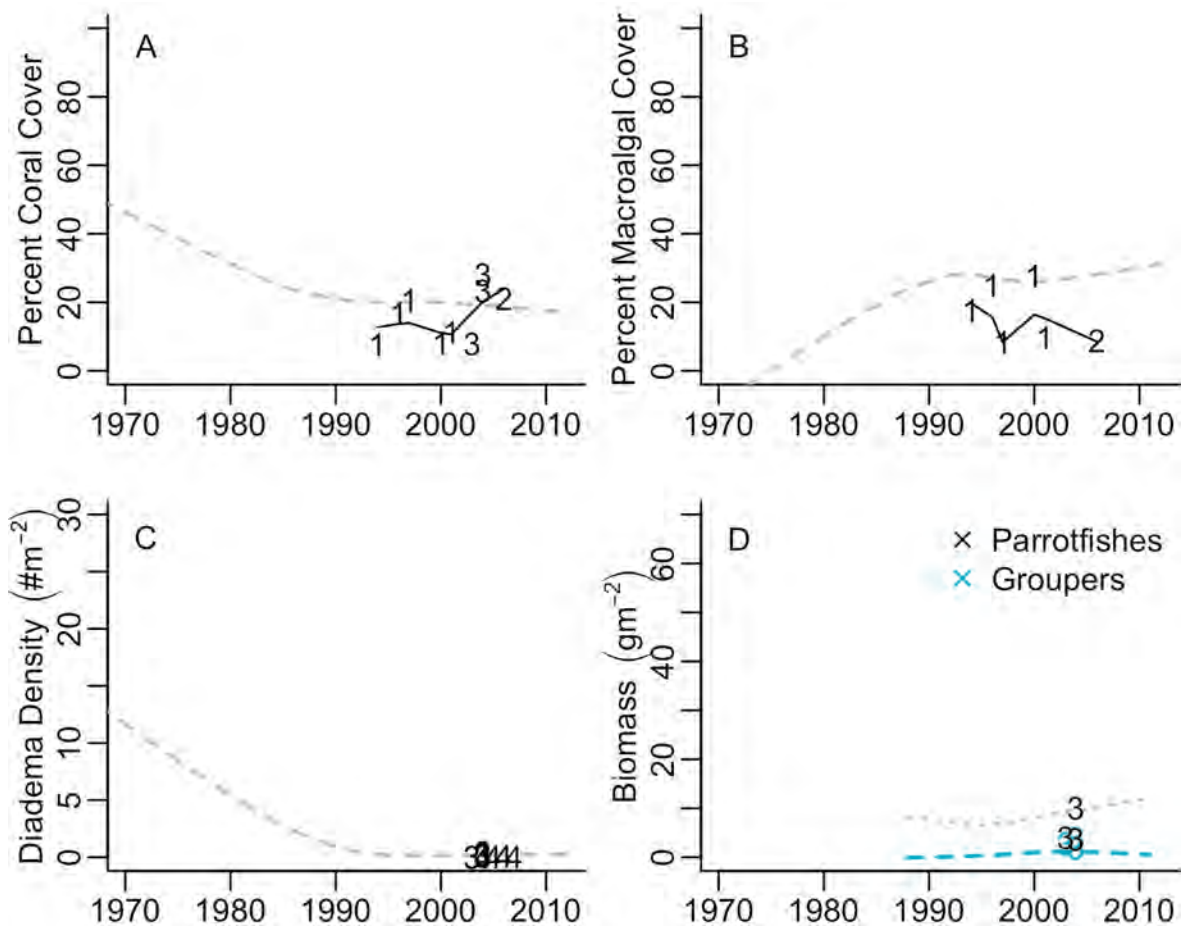 A
Percent Coral Cover
0 20 40 60 80
1 1 1 1 1 3 3 3 2
1970 1980 1990 2000 2010
B
Percent Macroalgal Cover
0 20 40 60 80
1 1 1 1 1 2
1970 1980 1990 2000 2010
C
Diadema Density (#m⁻²)
0 5 10 20 30
1970 1980 1990 2000 2010
D
Biomass (gm⁻²)
0 20 40 60
× Parrotfishes
× Groupers
3
3 3
1970 1980 1990 2000 2010